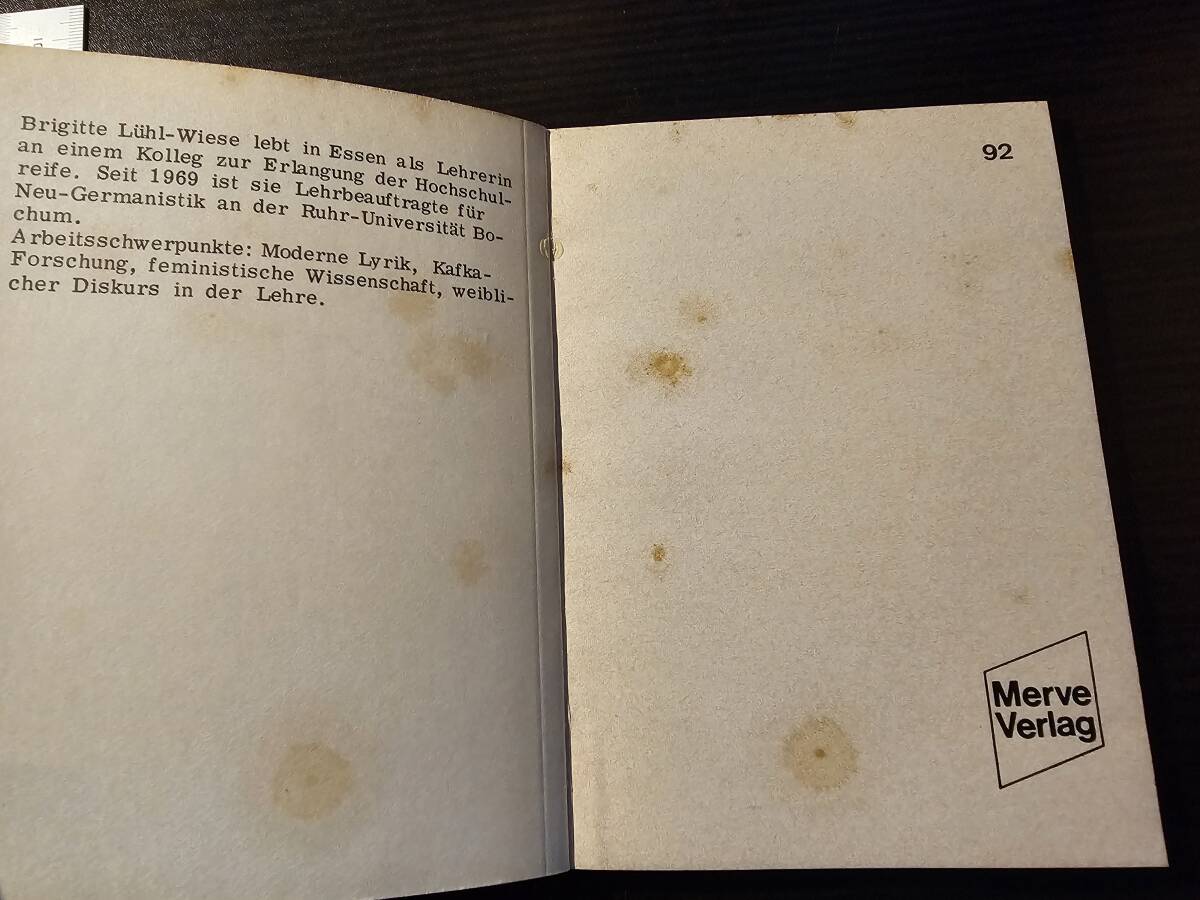 Brigitte Lühl-Wiese lebt in Essen als Lehrerin
an einem Kolleg zur Erlangung der Hochschul-
reife. Seit 1969 ist sie Lehrbeauftragte für
Neu-Germanistik an der Ruhr-Universität Bo-
chum.
Arbeitsschwerpunkte: Moderne Lyrik, Kafka-
Forschung, feministische Wissenschaft, weibli-
cher Diskurs in der Lehre.
92
Merve
Verlag